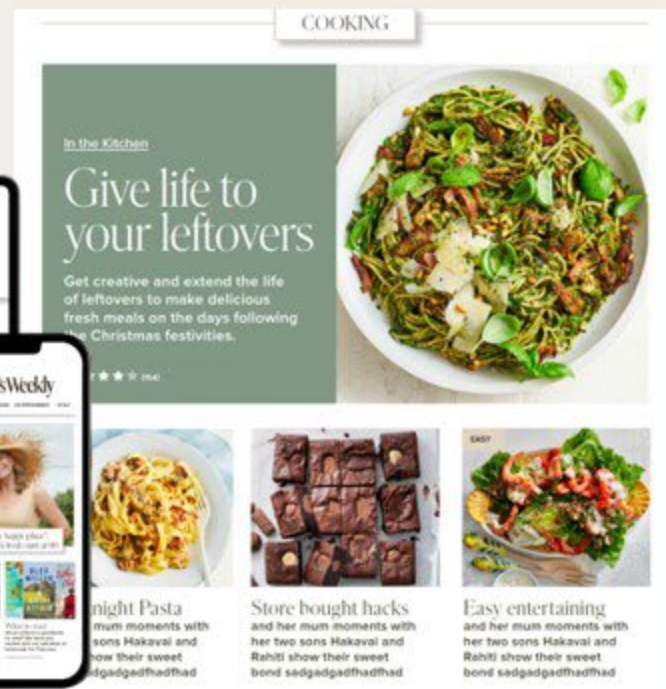 COOKING
In the Kitchen
Give life to
your leftovers
Get creative and extend the life
of leftovers to make delicious
fresh meals on the days following
the Christmas festivities.
sWeekly
EASY
night Pasta
mum moments with
sons Hakavai and
how their sweet
dgadgadfhadfhad
Store bought hacks
and her mum moments with
her two sons Hakavai and
Rahiti show their sweet
bond sadgadgadfhadfhad
Easy entertaining
and her mum moments with
her two sons Hakavai and
Rahiti show their sweet
bond sadgadgadfhadfhad